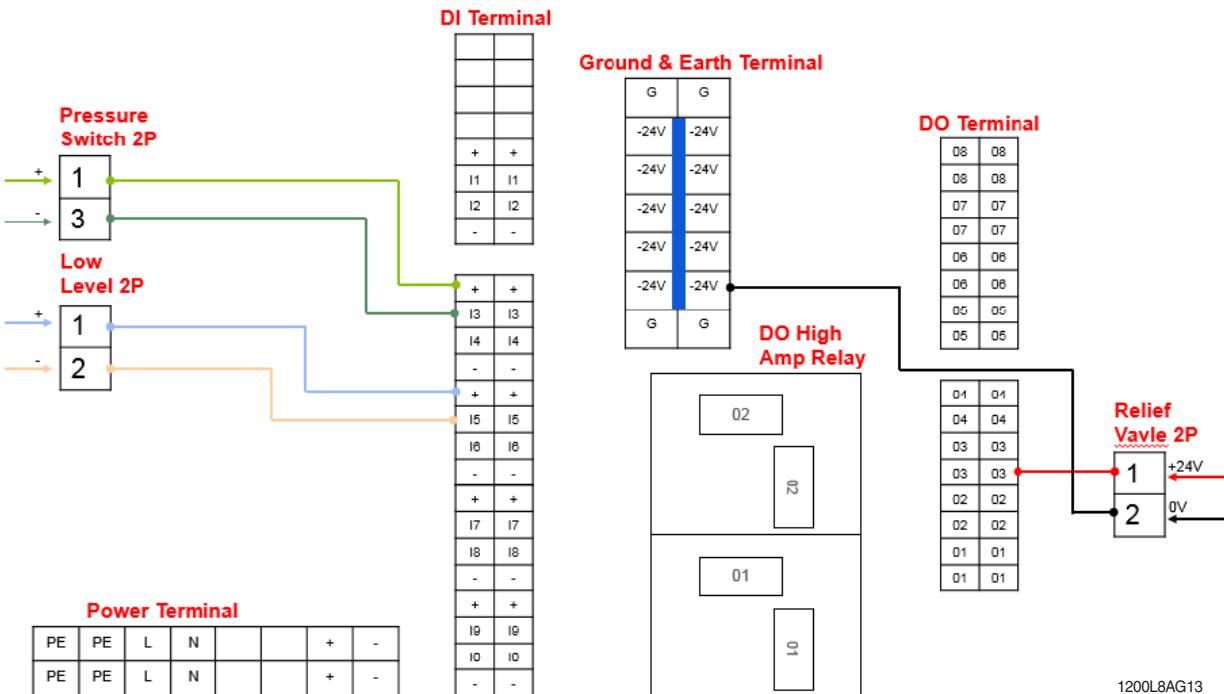 DI Terminal
+ +
I1 I1
I2 I2
- -
+ +
I3 I3
I4 I4
- -
+ +
I5 I5
I6 I6
- -
+ +
I7 I7
I8 I8
- -
+ +
I9 I9
I0 I0
- -
Pressure
Switch 2P
+ 1
- 3
Low
Level 2P
+ 1
- 2
Power Terminal
PE PE L N + -
PE PE L N + -
Ground & Earth Terminal
G G
-24V -24V
-24V -24V
-24V -24V
-24V -24V
-24V -24V
G G
DO High
Amp Relay
02
02
01
01
DO Terminal
08 08
08 08
07 07
07 07
06 06
06 06
05 05
05 05
04 04
04 04
03 03
03 03
02 02
02 02
01 01
01 01
Relief
Vavle 2P
1 +24V
2 0V
1200L8AG13